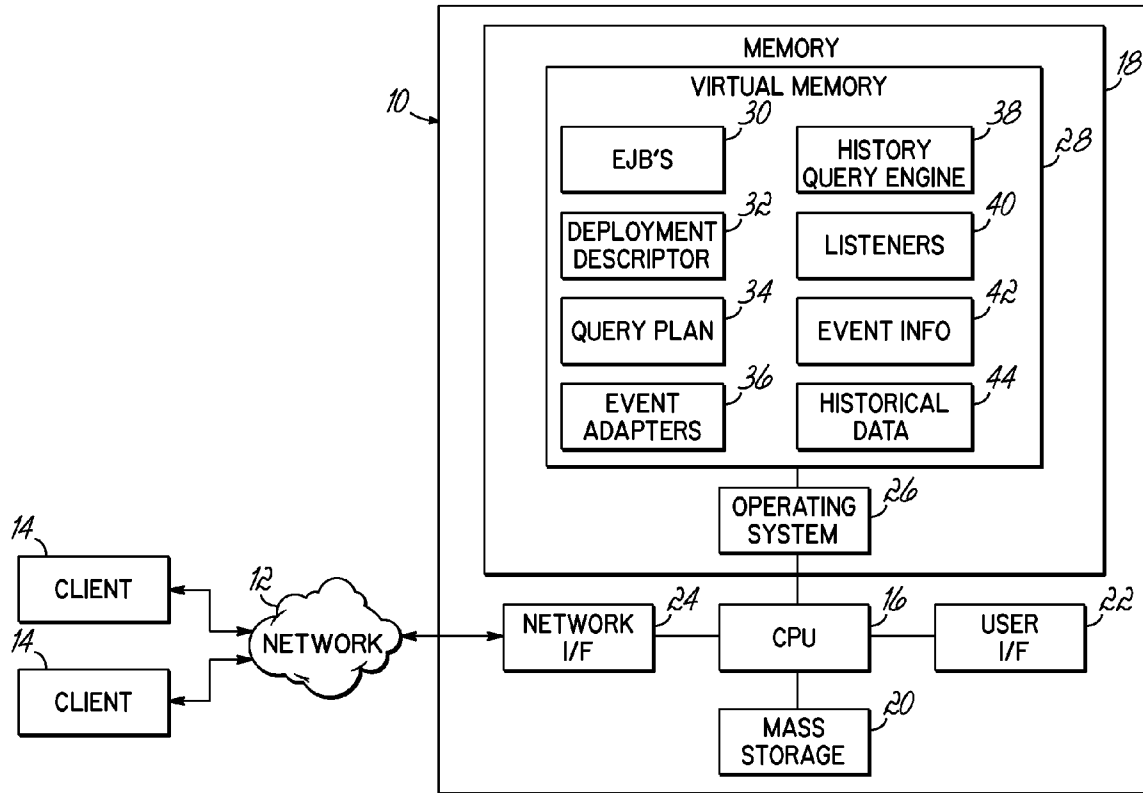 MEMORY
18
VIRTUAL MEMORY
10
28
30
EJB'S
38
HISTORY
QUERY ENGINE
32
DEPLOYMENT
DESCRIPTOR
40
LISTENERS
34
QUERY PLAN
42
EVENT INFO
36
EVENT
ADAPTERS
44
HISTORICAL
DATA
26
OPERATING
SYSTEM
14
CLIENT
12
NETWORK
14
CLIENT
24
NETWORK
I/F
16
CPU
22
USER
I/F
20
MASS
STORAGE